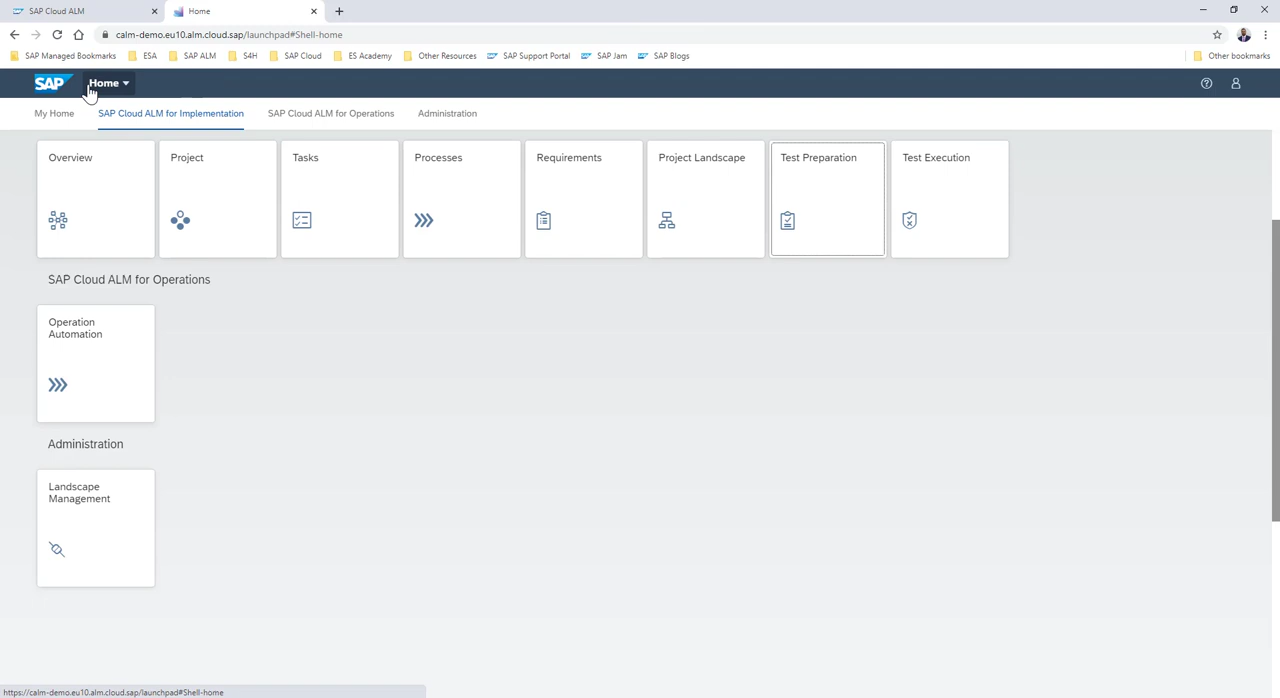 SAP Cloud ALM
Home
calm-demo.eu10.alm.cloud.sap/launchpad#Shell-home
SAP Managed Bookmarks ESA SAP ALM S4H SAP Cloud ES Academy Other Resources SAP Support Portal SAP Jam SAP Blogs Other bookmarks
SAP Home
My Home SAP Cloud ALM for Implementation SAP Cloud ALM for Operations Administration
Overview Project Tasks Processes Requirements Project Landscape Test Preparation Test Execution
SAP Cloud ALM for Operations
Operation
Automation
Administration
Landscape
Management
https://calm-demo.eu10.alm.cloud.sap/launchpad#Shell-home